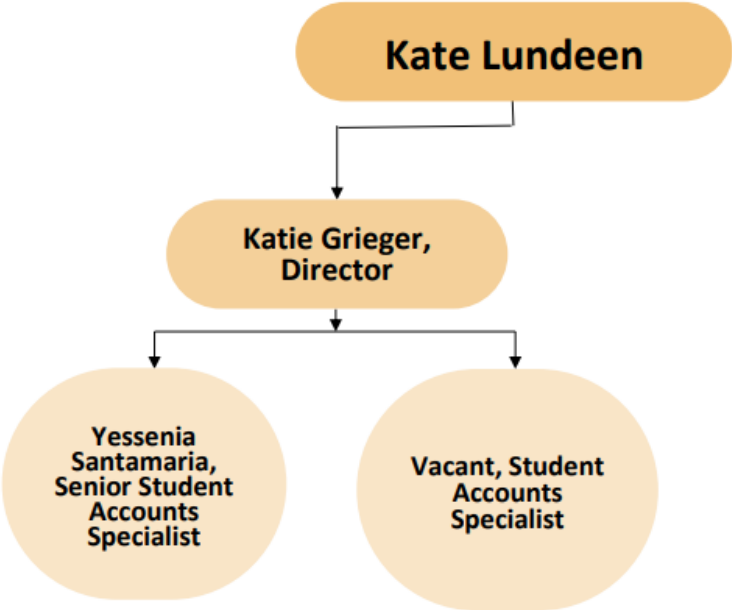 Kate Lundeen
Katie Grieger,
Director
Yessenia
Santamaria,
Senior Student
Accounts
Specialist
Vacant, Student
Accounts
Specialist